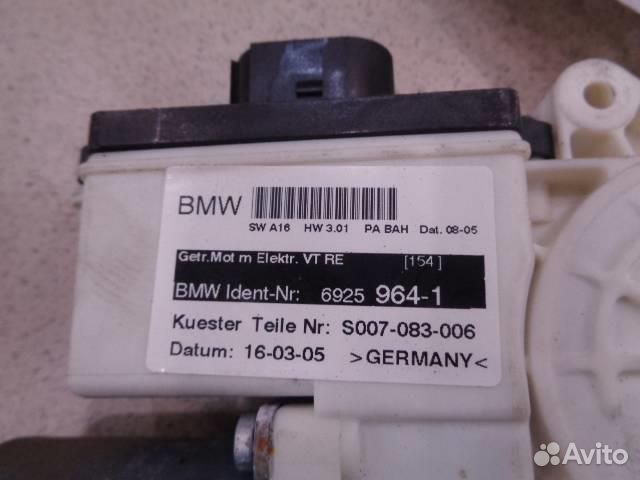 BMW
SW A16 HW 3.01 PA BAH Dat. 08-05
Getr.Mot m Elektr. VT RE [154]
BMW Ident-Nr: 6925 964-1
Kuester Teile Nr: S007-083-006
Datum: 16-03-05 >GERMANY<
Avito